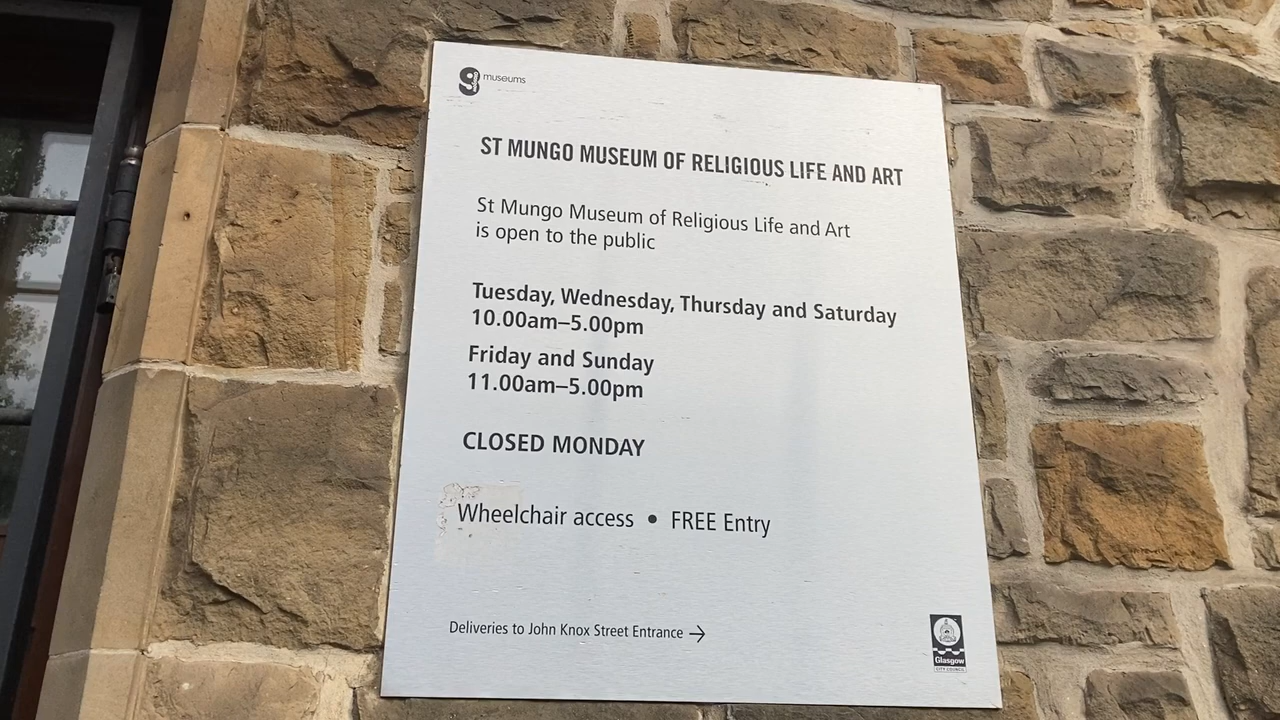 museums
ST MUNGO MUSEUM OF RELIGIOUS LIFE AND ART
St Mungo Museum of Religious Life and Art
is open to the public
Tuesday, Wednesday, Thursday and Saturday
10.00am–5.00pm
Friday and Sunday
11.00am–5.00pm
CLOSED MONDAY
Wheelchair access • FREE Entry
Deliveries to John Knox Street Entrance →
Glasgow
CITY COUNCIL